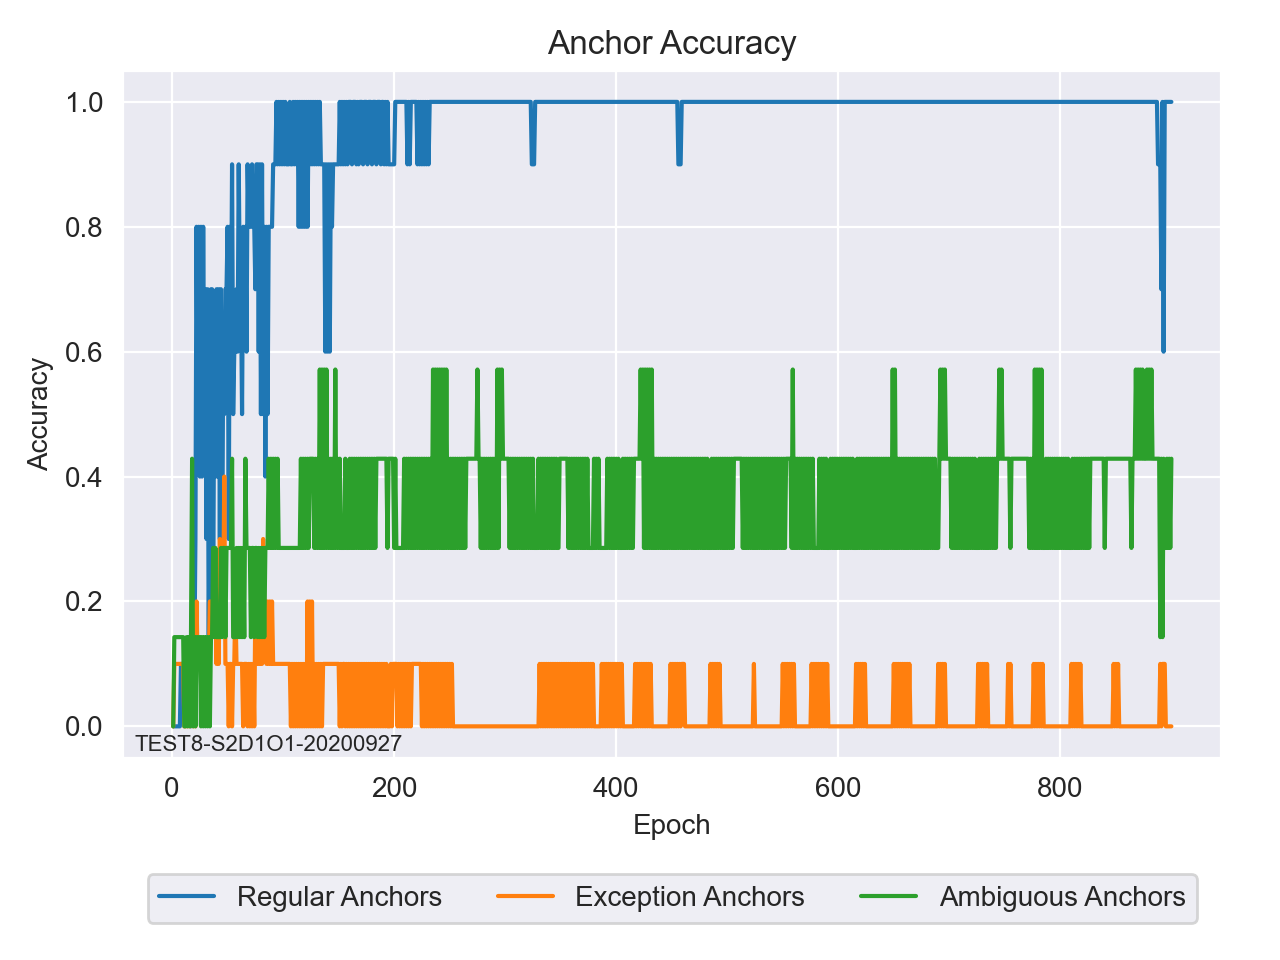 Anchor Accuracy
1.0
0.8
0.6
0.4
0.2
0.0
Accuracy
TEST8-S2D1O1-20200927
0 200 400 600 800
Epoch
Regular Anchors Exception Anchors Ambiguous Anchors